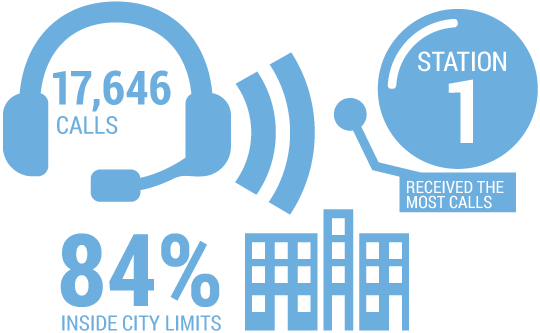 17,646
CALLS
STATION
1
RECEIVED THE
MOST CALLS
84%
INSIDE CITY LIMITS